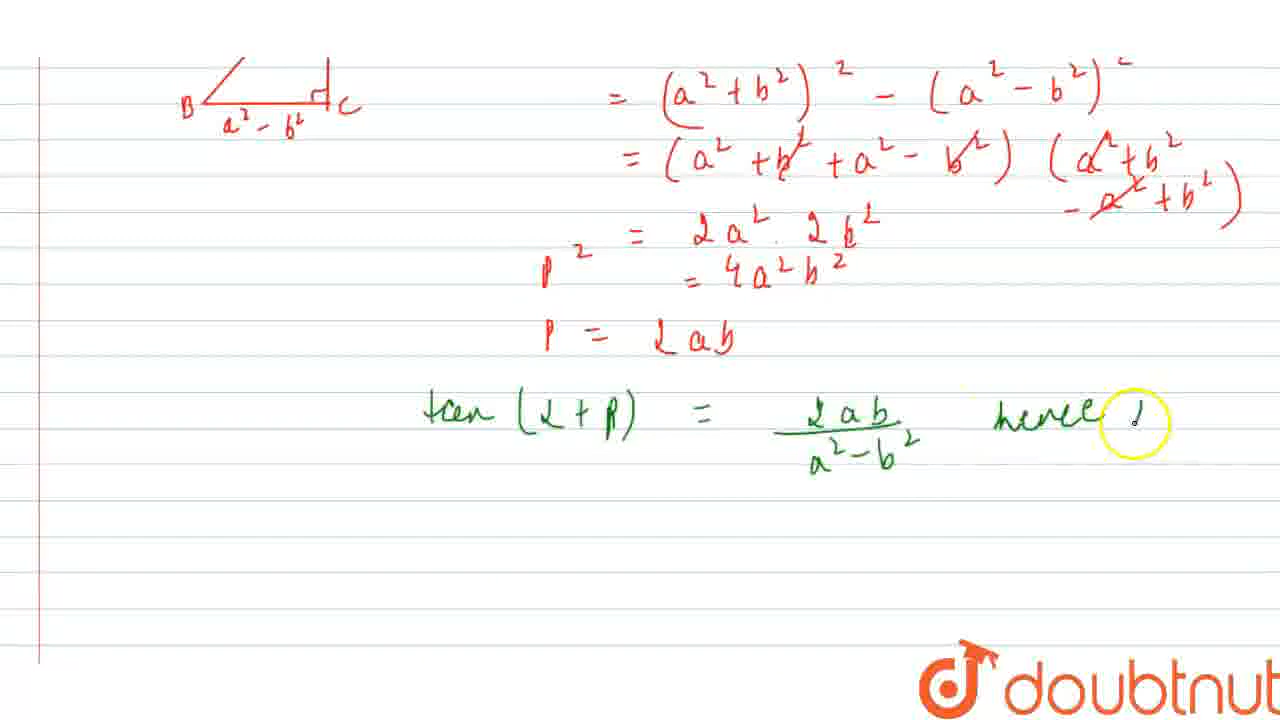 B C
a² - b²
= (a² + b²)² - (a² - b²)²
= (a² + b² + a² - b²) (a² + b²
- a² + b²)
= 2a² . 2b²
p² = 4a²b²
p = 2ab
tan (α + β) = 2ab / a² - b² hence
doubtnut